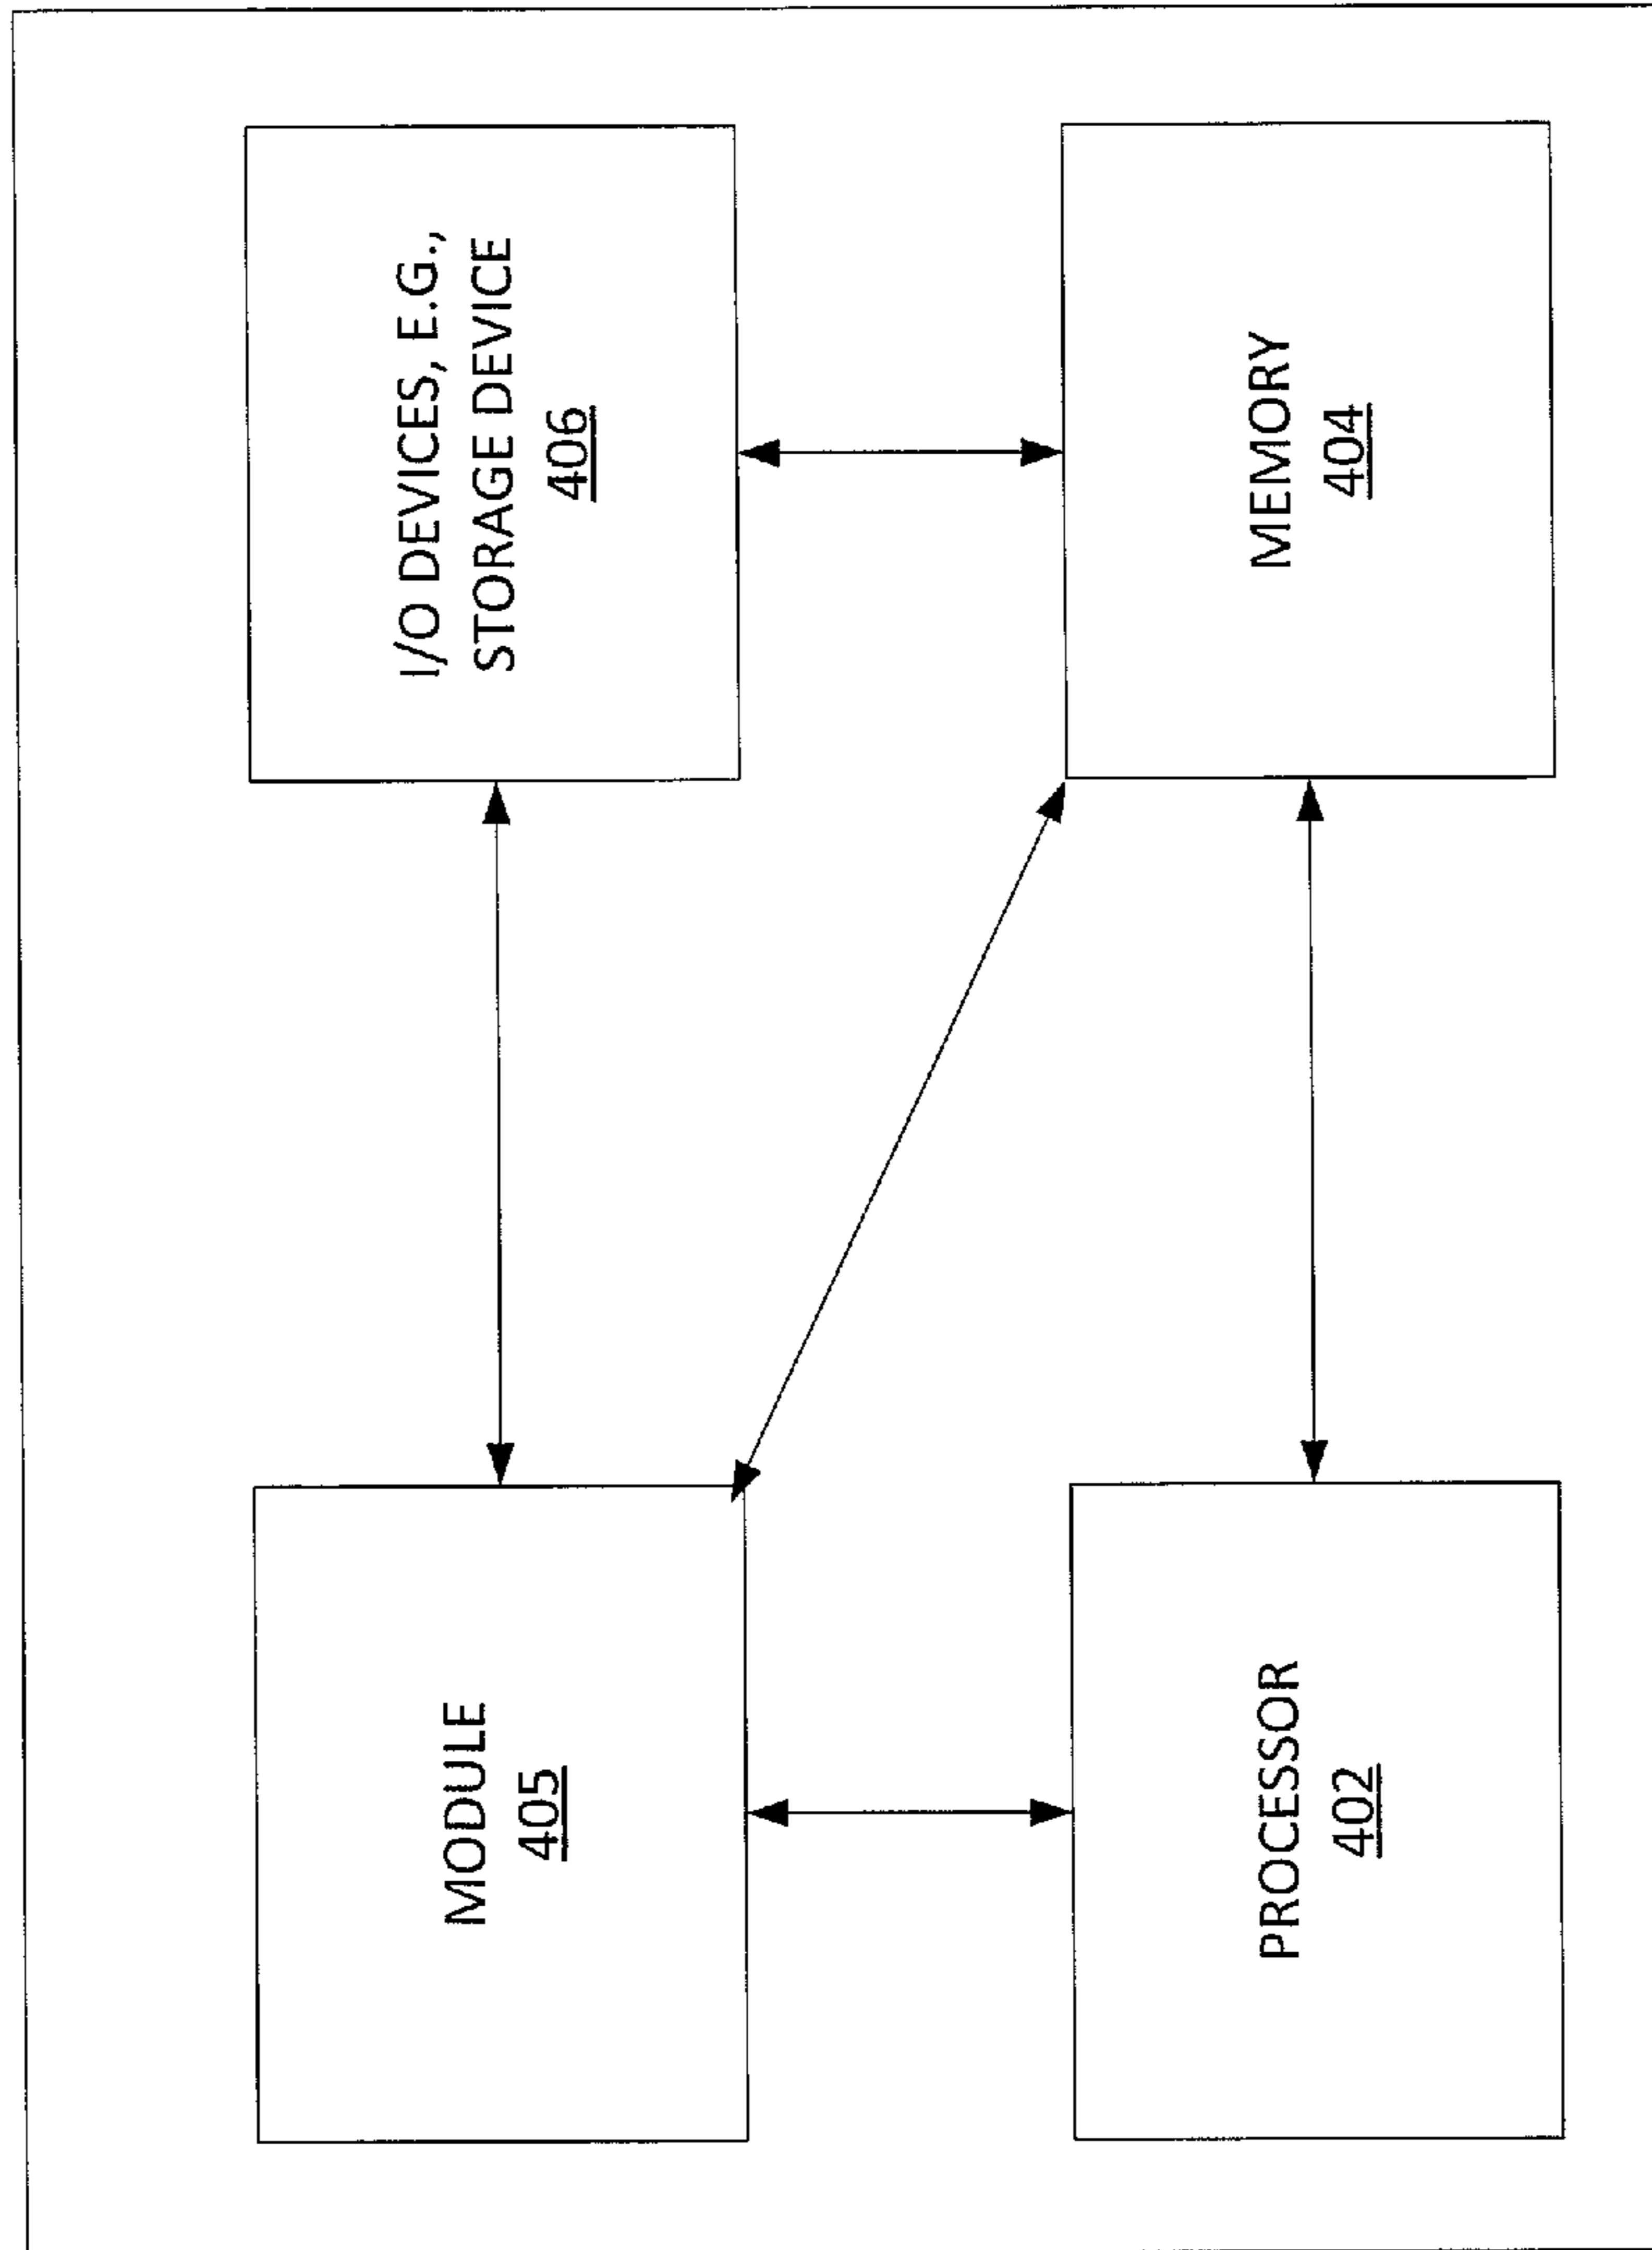 MODULE
405
I/O DEVICES, E.G.,
STORAGE DEVICE
406
PROCESSOR
402
MEMORY
404